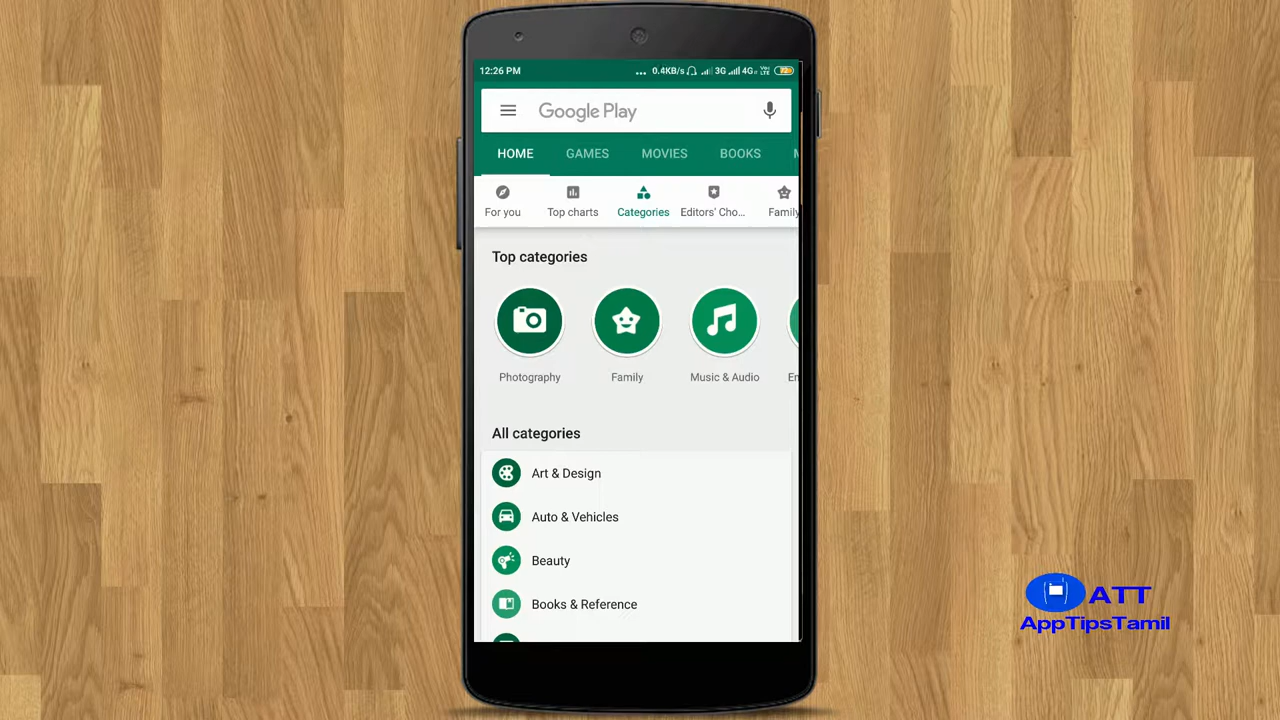 12:26 PM ... 0.4KB/s 3G 4G VoLTE 72
Google Play
HOME GAMES MOVIES BOOKS
For you Top charts Categories Editors' Cho... Family
Top categories
Photography Family Music & Audio
All categories
Art & Design
Auto & Vehicles
Beauty
Books & Reference
ATT
AppTipsTamil